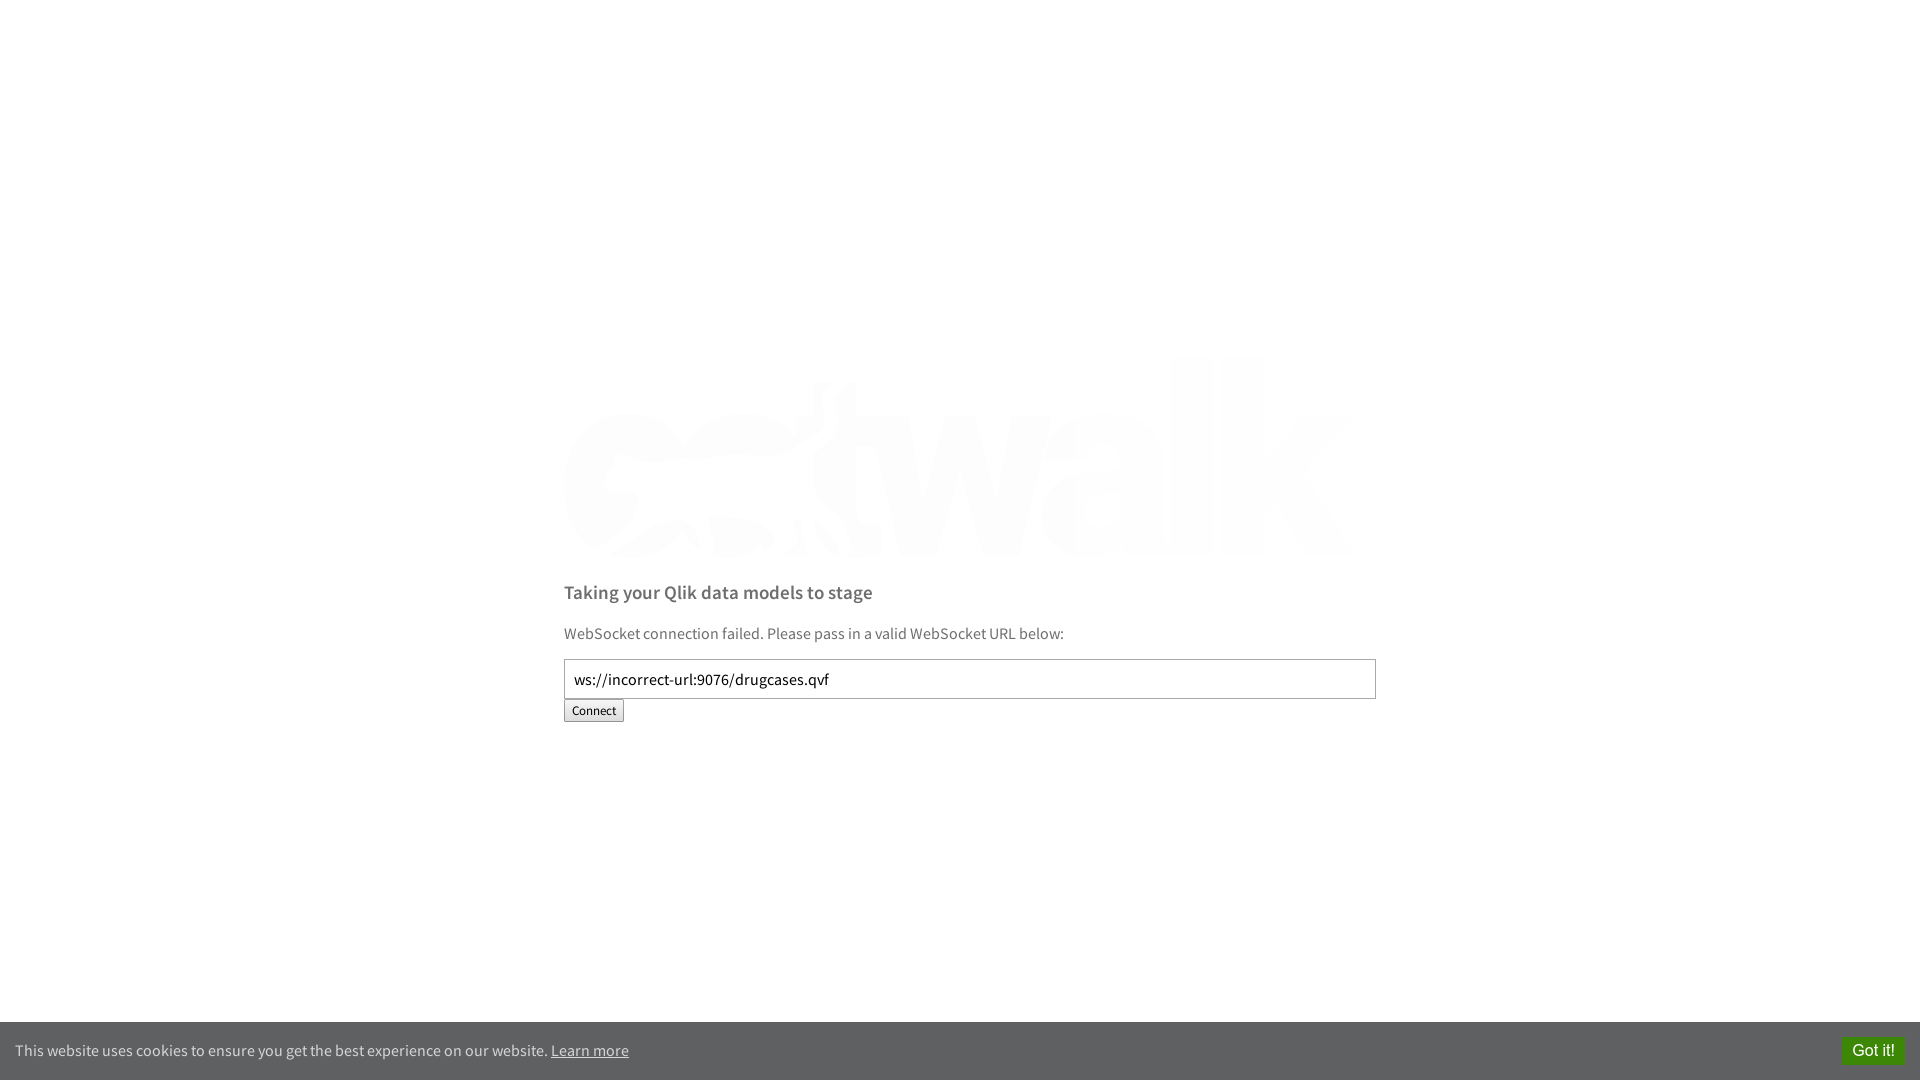 catwalk
Taking your Qlik data models to stage
WebSocket connection failed. Please pass in a valid WebSocket URL below:
ws://incorrect-url:9076/drugcases.qvf
Connect
This website uses cookies to ensure you get the best experience on our website. Learn more
Got it!